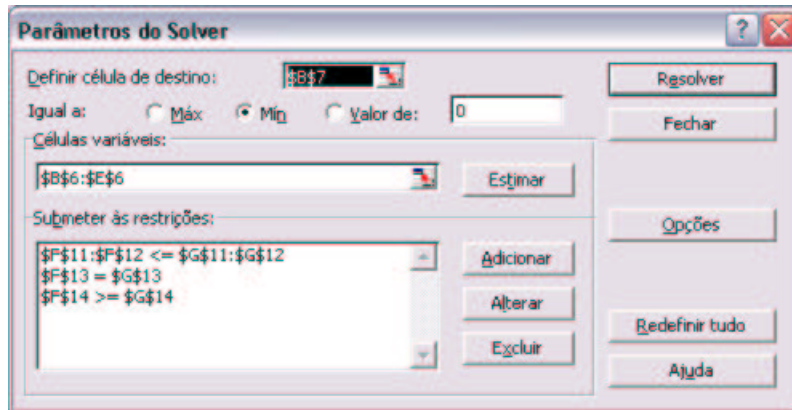 Parâmetros do Solver
Definir célula de destino: $B$7 Resolver
Igual a: Máx Mín Valor de: 0 Fechar
Células variáveis:
$B$6:$E$6 Estimar
Submeter às restrições: Opções
$F$11:$F$12 <= $G$11:$G$12 Adicionar
$F$13 = $G$13
$F$14 >= $G$14
Alterar
Redefinir tudo
Excluir
Ajuda